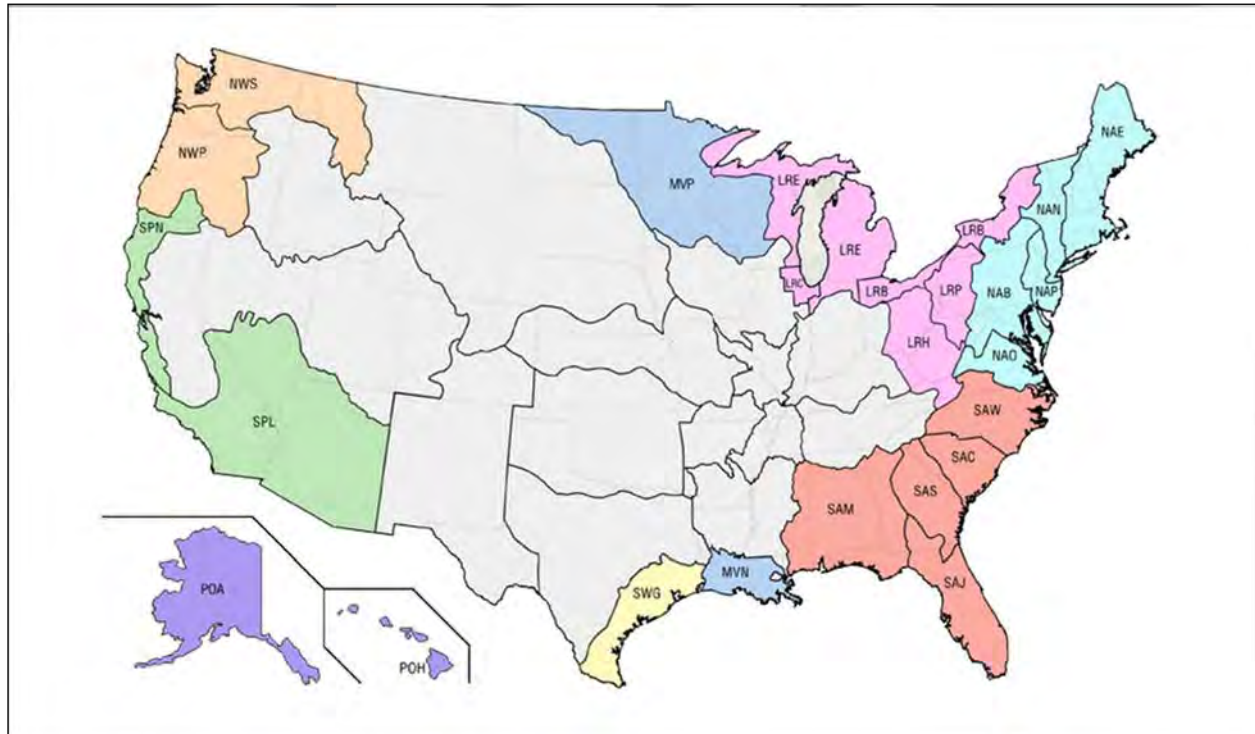 NWS
NWP
SPN
SPL
MVP
LRE
LRE
LRC
LRB
LRB
LRP
LRH
NAE
NAN
NAB
NAP
NAO
SAW
SAC
SAS
SAM
SAJ
SWG
MVN
POA
POH